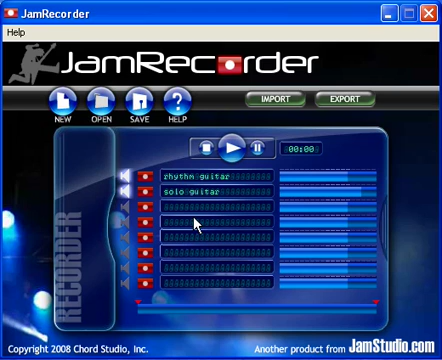 JamRecorder
Help
JamRecorder
NEW OPEN SAVE HELP
IMPORT EXPORT
00:00
rhythm guitar
solo guitar
RECORDER
Copyright 2008 Chord Studio, Inc.
Another product from JamStudio.com